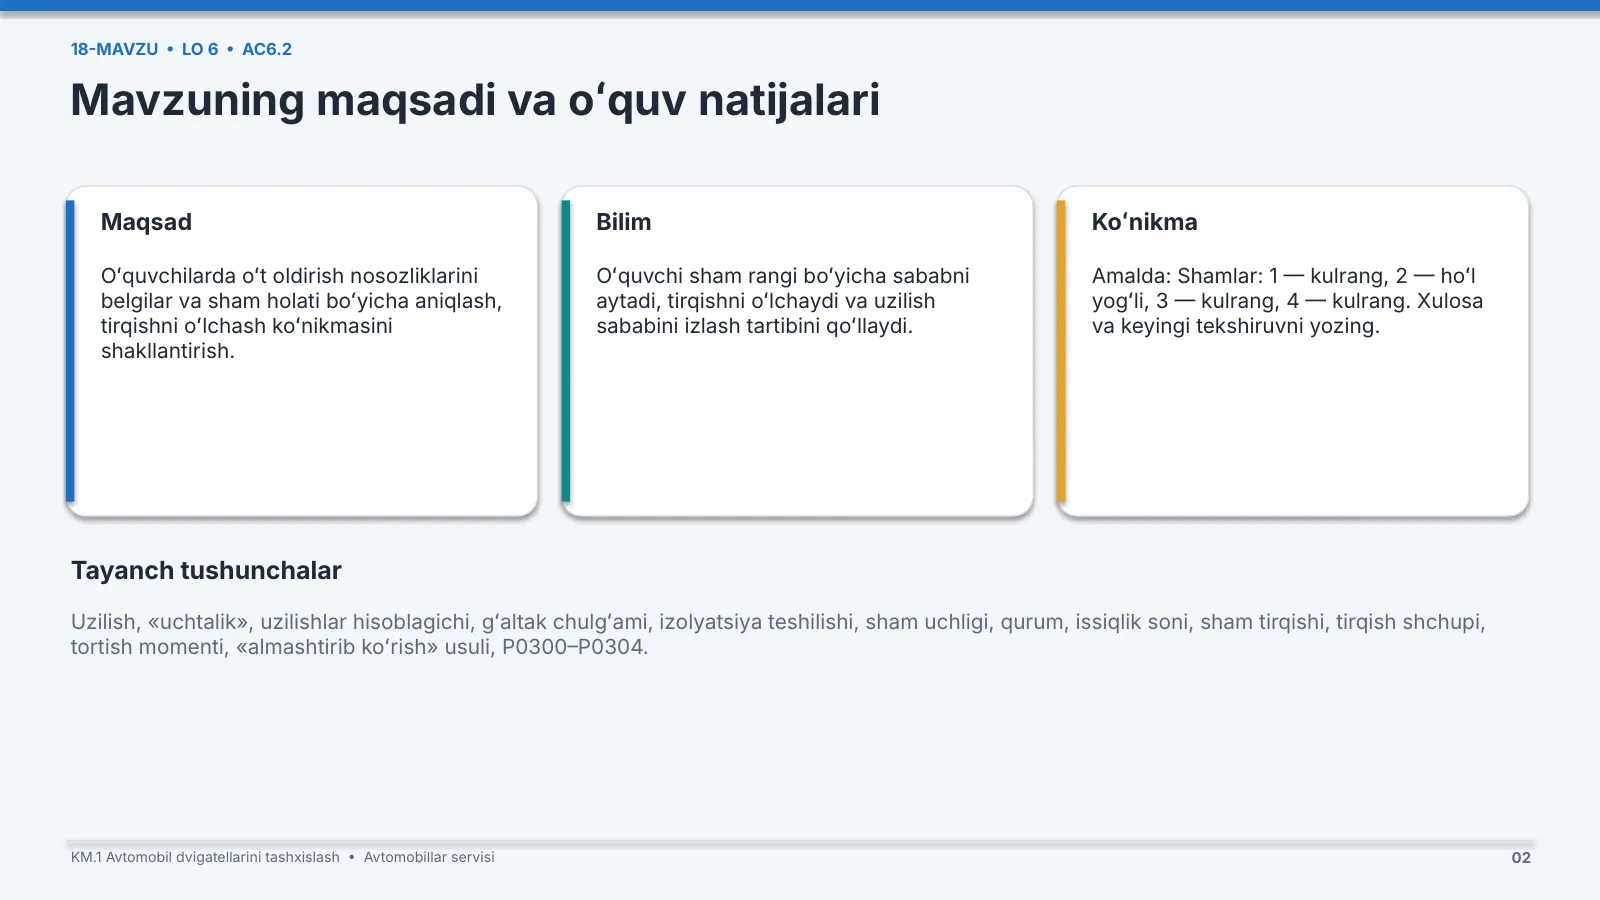 18-MAVZU • LO 6 • AC6.2
Mavzuning maqsadi va oʻquv natijalari
Maqsad
Oʻquvchilarda oʻt oldirish nosozliklarini
belgilar va sham holati boʻyicha aniqlash,
tirqishni oʻlchash koʻnikmasini
shakllantirish.
Bilim
Oʻquvchi sham rangi boʻyicha sababni
aytadi, tirqishni oʻlchaydi va uzilish
sababini izlash tartibini qoʻllaydi.
Koʻnikma
Amalda: Shamlar: 1 — kulrang, 2 — hoʻl
yogʻli, 3 — kulrang, 4 — kulrang. Xulosa
va keyingi tekshiruvni yozing.
Tayanch tushunchalar
Uzilish, «uchtalik», uzilishlar hisoblagichi, gʻaltak chulgʻami, izolyatsiya teshilishi, sham uchligi, qurum, issiqlik soni, sham tirqishi, tirqish shchupi,
tortish momenti, «almashtirib koʻrish» usuli, P0300–P0304.
KM.1 Avtomobil dvigatellarini tashxislash • Avtomobillar servisi
02